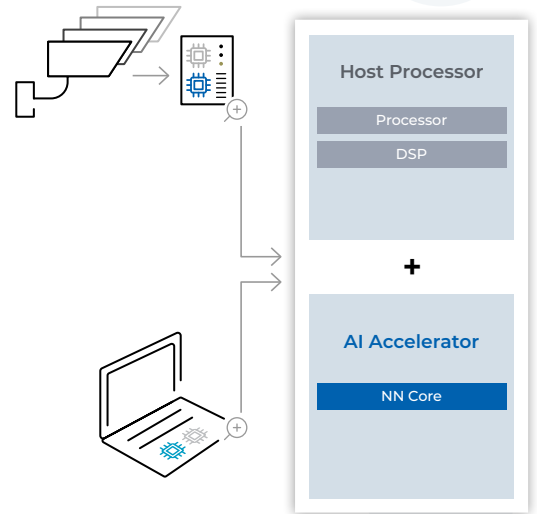 Host Processor
Processor
DSP
+
AI Accelerator
NN Core